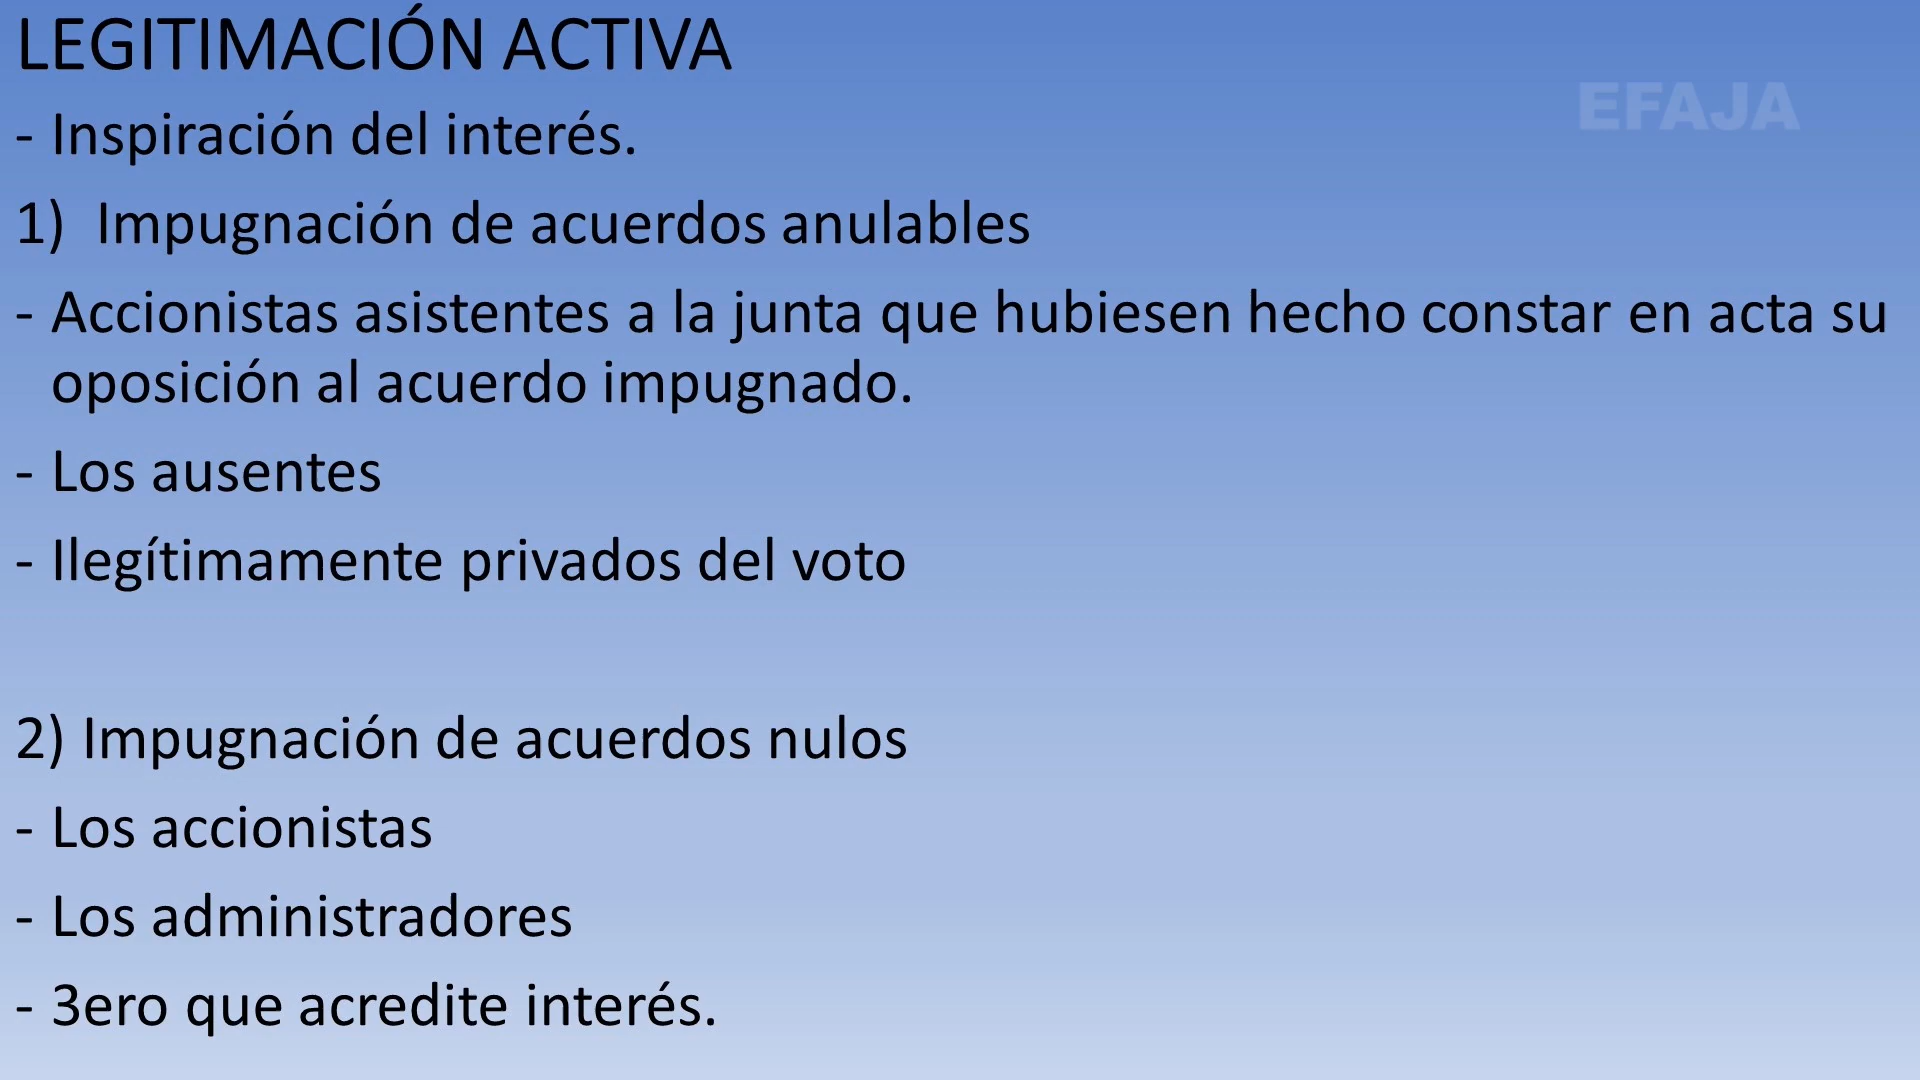 LEGITIMACIÓN ACTIVA
EFAJA
- Inspiración del interés.
1) Impugnación de acuerdos anulables
- Accionistas asistentes a la junta que hubiesen hecho constar en acta su
oposición al acuerdo impugnado.
- Los ausentes
- Ilegítimamente privados del voto
2) Impugnación de acuerdos nulos
- Los accionistas
- Los administradores
- 3ero que acredite interés.